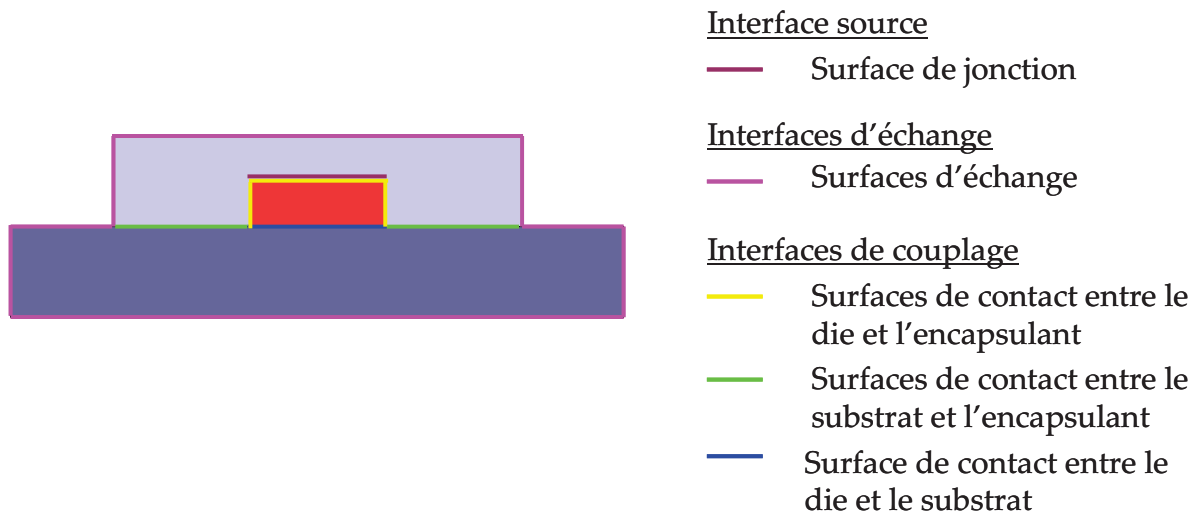 Interface source
Surface de jonction
Interfaces d’échange
Surfaces d’échange
Interfaces de couplage
Surfaces de contact entre le
die et l’encapsulant
Surfaces de contact entre le
substrat et l’encapsulant
Surface de contact entre le
die et le substrat